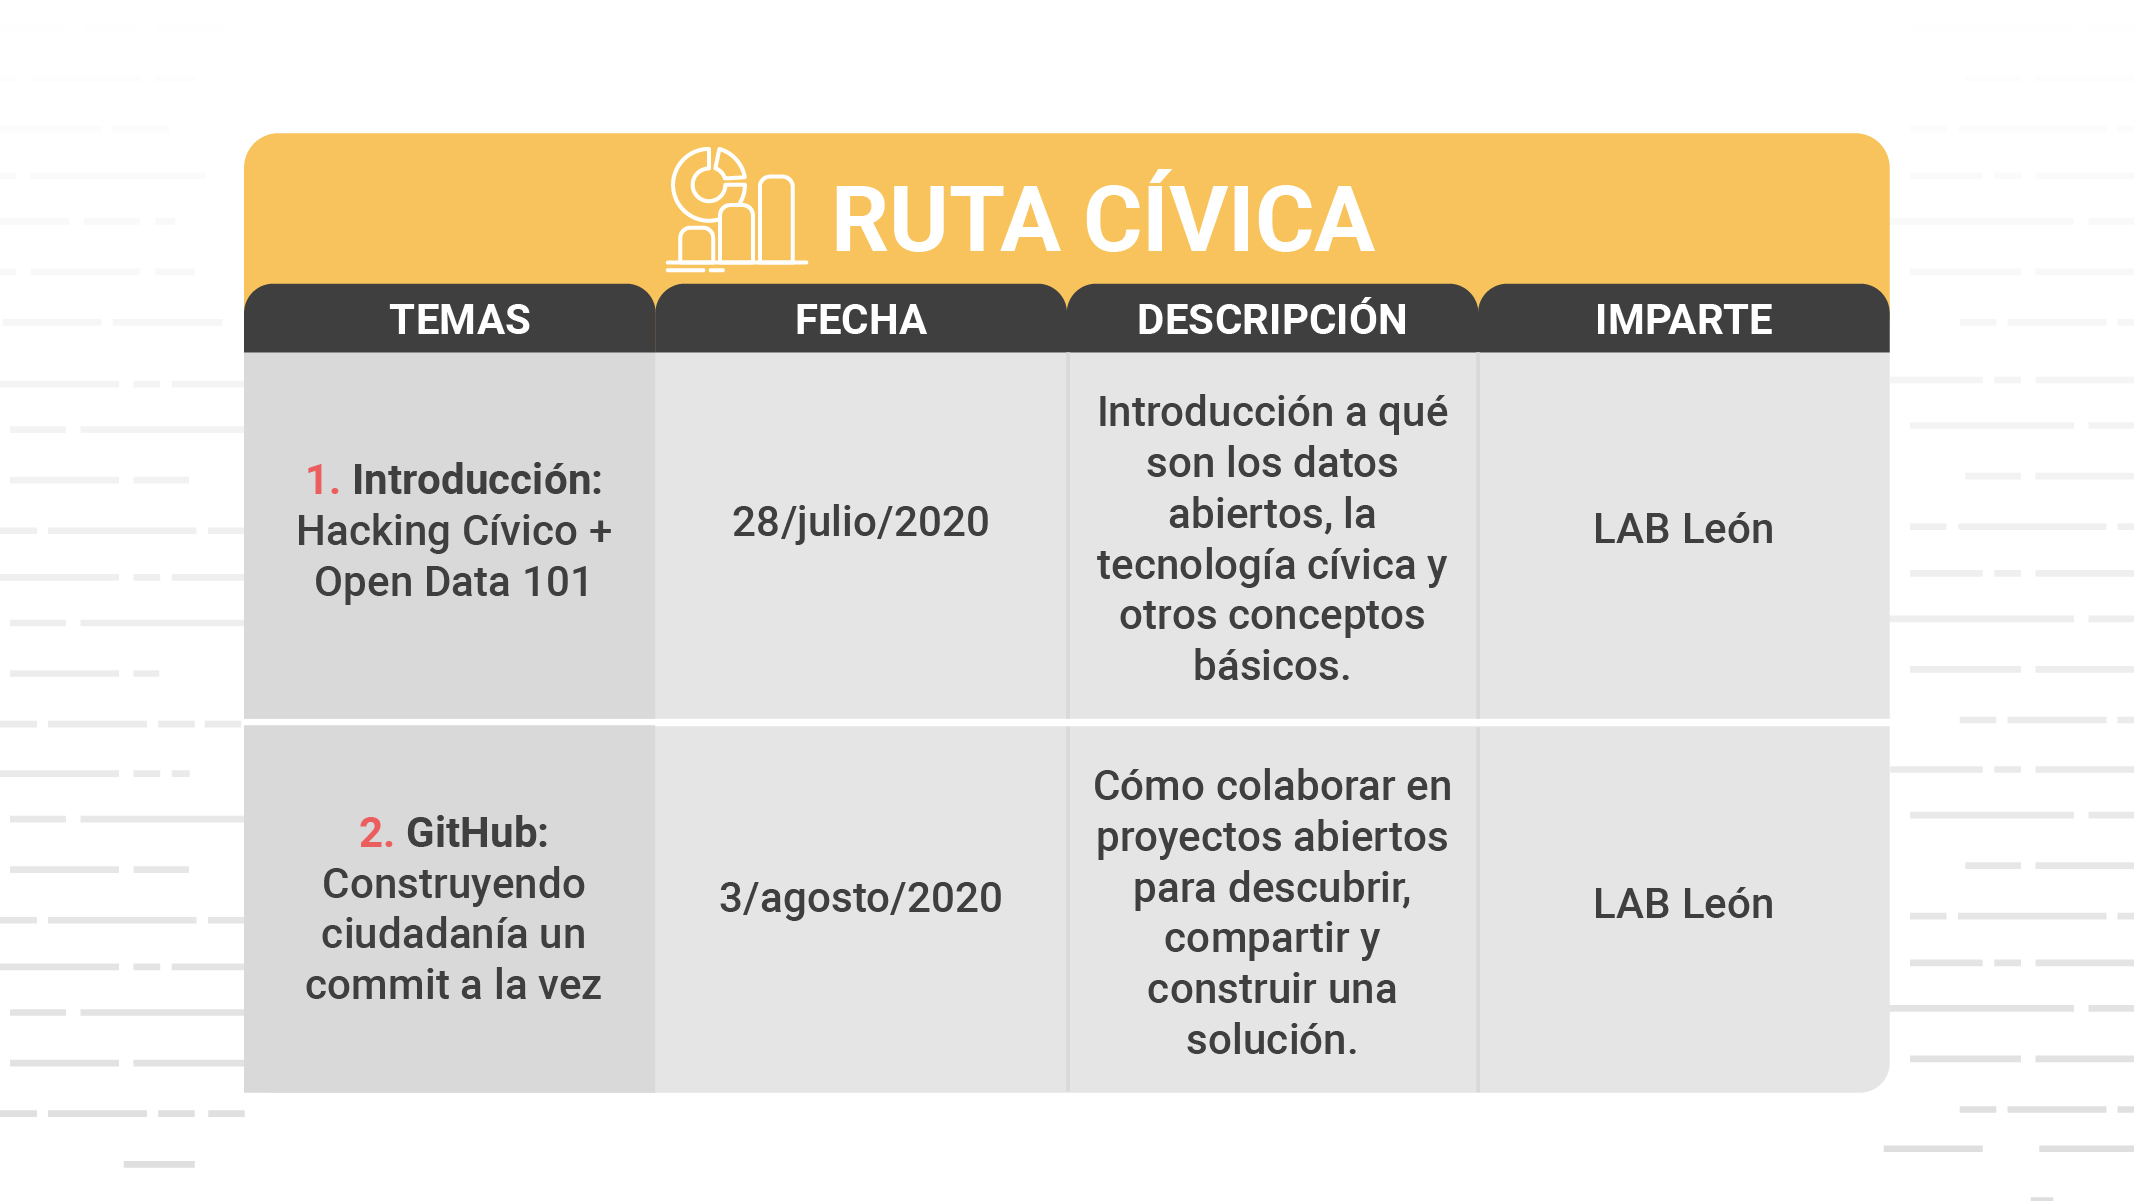 RUTA CÍVICA
TEMAS
FECHA
DESCRIPCIÓN
IMPARTE
1. Introducción:
Hacking Cívico +
Open Data 101
28/julio/2020
Introducción a qué
son los datos
abiertos, la
tecnología cívica y
otros conceptos
básicos.
LAB León
2. GitHub:
Construyendo
ciudadanía un
commit a la vez
3/agosto/2020
Cómo colaborar en
proyectos abiertos
para descubrir,
compartir y
construir una
solución.
LAB León